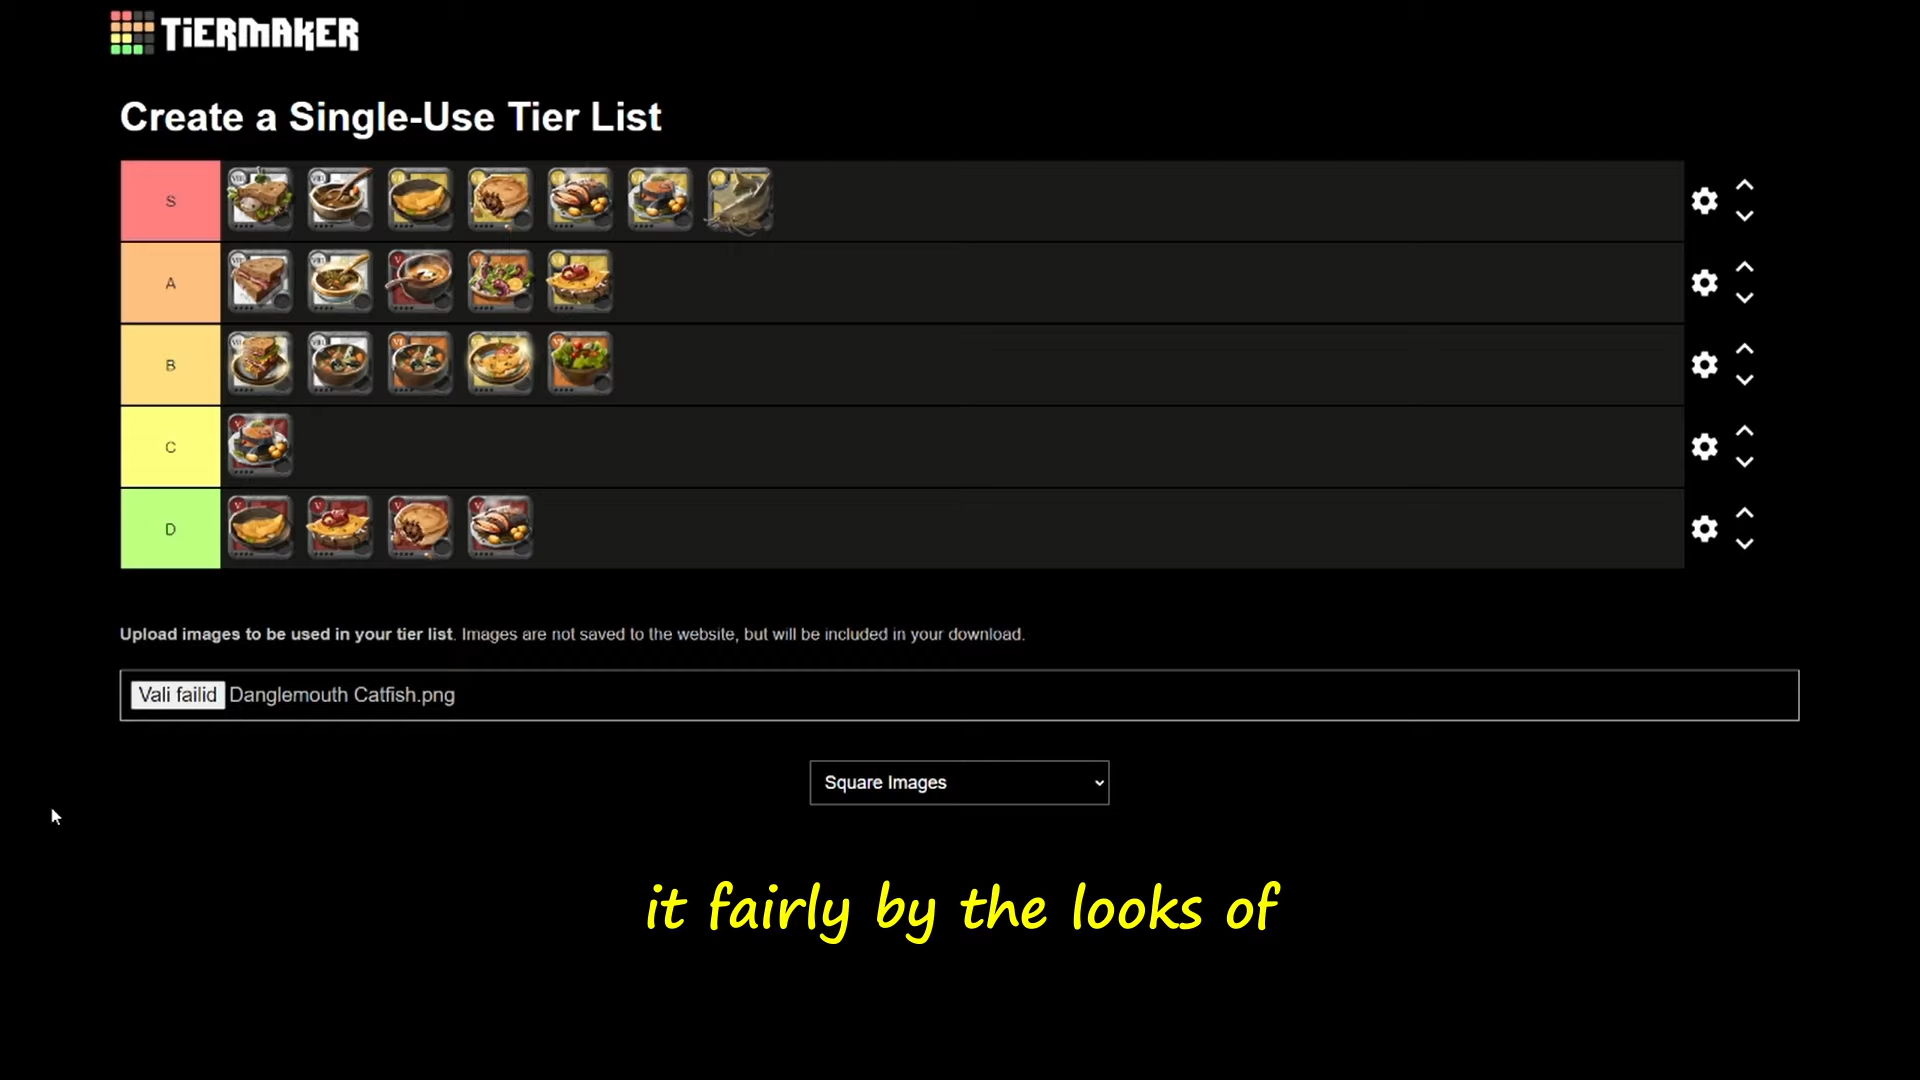 TiERMAKER
Create a Single-Use Tier List
S
A
B
C
D
Upload images to be used in your tier list. Images are not saved to the website, but will be included in your download.
Vali failid Danglemouth Catfish.png
Square Images
it fairly by the looks of